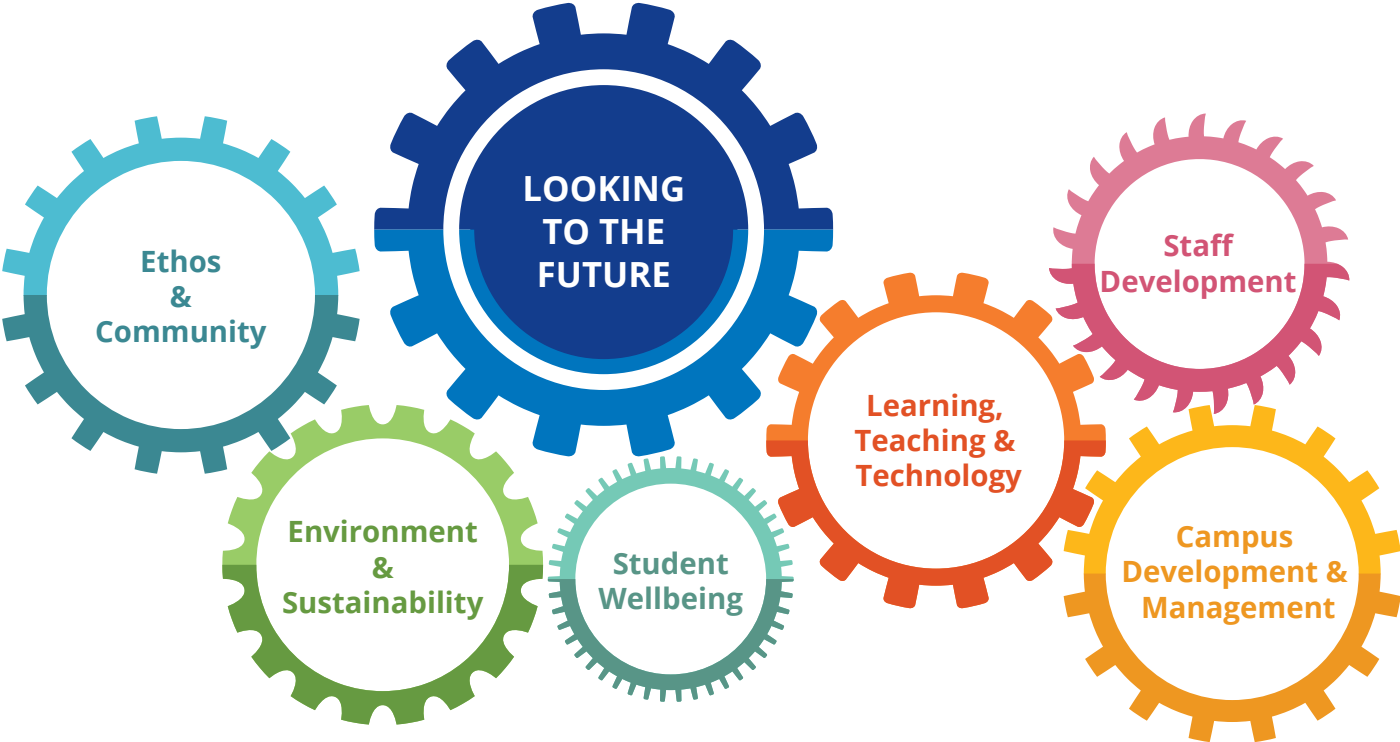 LOOKING
TO THE
FUTURE
Ethos
&
Community
Staff
Development
Learning,
Teaching &
Technology
Environment
&
Sustainability
Student
Wellbeing
Campus
Development &
Management